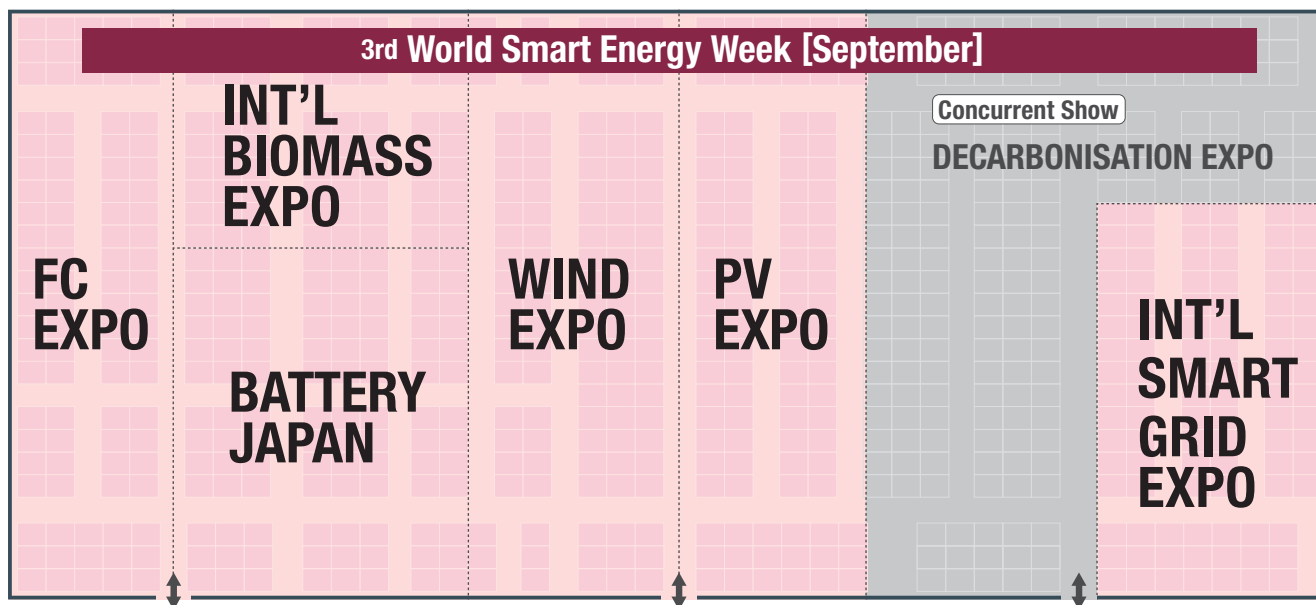 3rd World Smart Energy Week [September]
INT’L
BIOMASS
EXPO
Concurrent Show
DECARBONISATION EXPO
FC
EXPO
WIND
EXPO
PV
EXPO
BATTERY
JAPAN
INT’L
SMART
GRID
EXPO